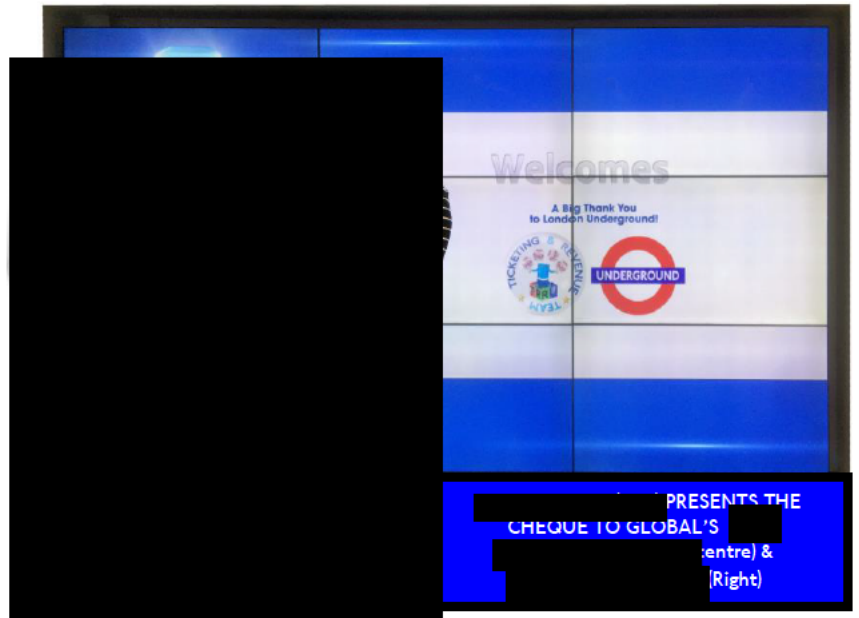 Welcomes
A Big Thank You
to London Underground!
TICKETING & REVENUE
TEAM
UNDERGROUND
PRESENTS THE
CHEQUE TO GLOBAL'S
centre) &
(Right)